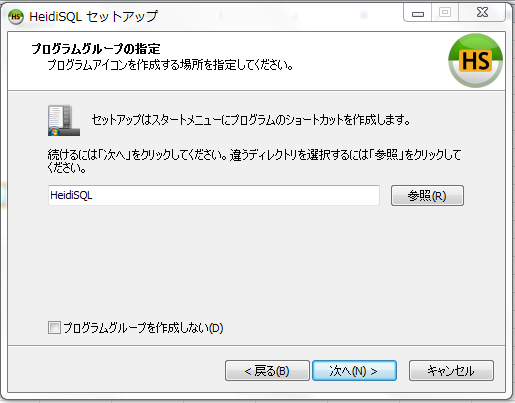 HeidiSQL セットアップ
プログラムグループの指定
プログラムアイコンを作成する場所を指定してください。
HS
セットアップはスタートメニューにプログラムのショートカットを作成します。
続けるには「次へ」をクリックしてください。違うディレクトリを選択するには「参照」をクリックして
ください。
HeidiSQL
参照(R)
プログラムグループを作成しない(D)
< 戻る(B)
次へ(N) >
キャンセル